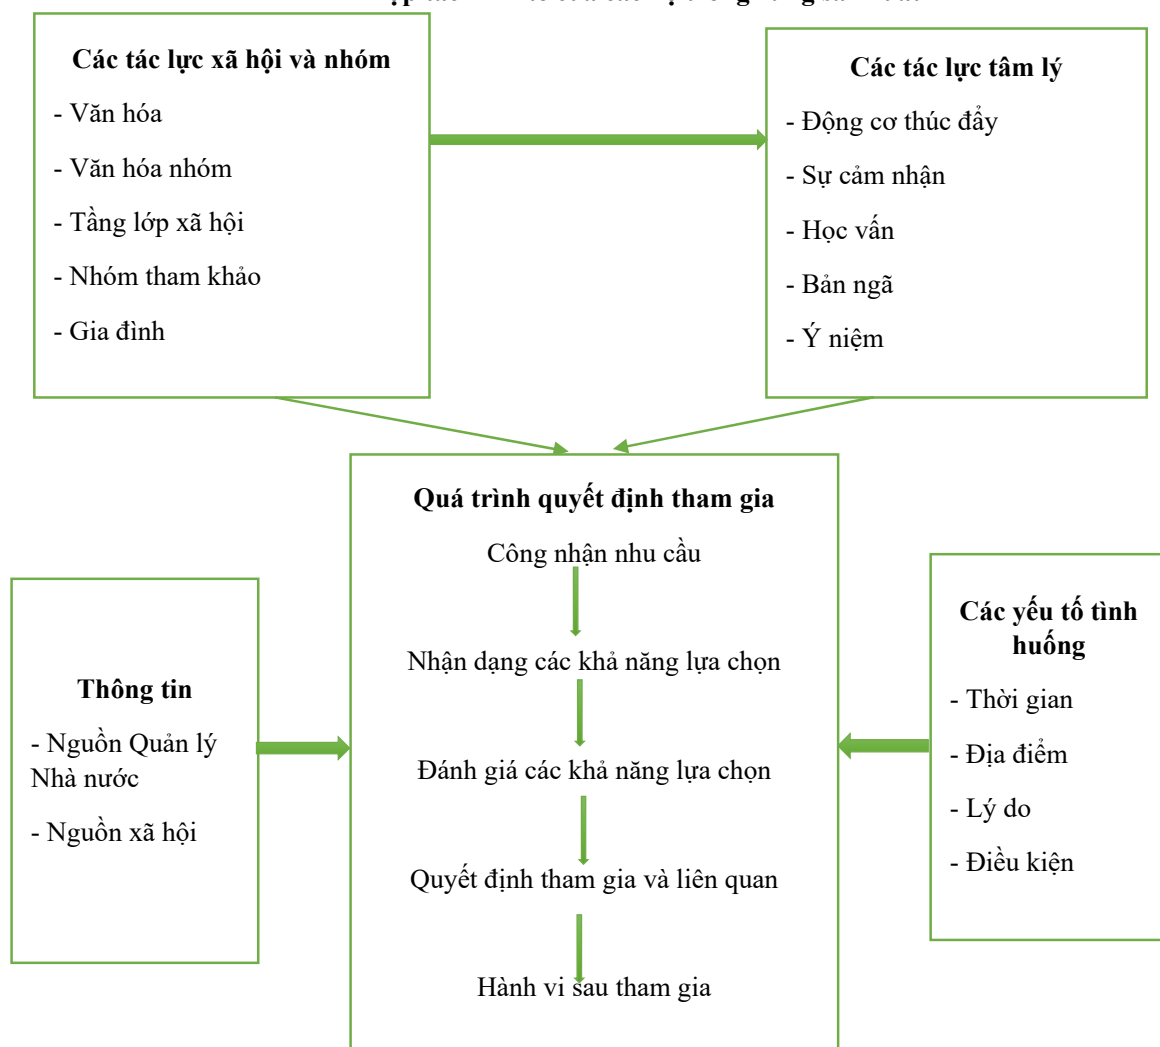 Các tác lực xã hội và nhóm
- Văn hóa
- Văn hóa nhóm
- Tầng lớp xã hội
- Nhóm tham khảo
- Gia đình
Các tác lực tâm lý
- Động cơ thúc đẩy
- Sự cảm nhận
- Học vấn
- Bản ngã
- Ý niệm
Quá trình quyết định tham gia
Công nhận nhu cầu
Nhận dạng các khả năng lựa chọn
Đánh giá các khả năng lựa chọn
Quyết định tham gia và liên quan
Hành vi sau tham gia
Thông tin
- Nguồn Quản lý
Nhà nước
- Nguồn xã hội
Các yếu tố tình
huống
- Thời gian
- Địa điểm
- Lý do
- Điều kiện